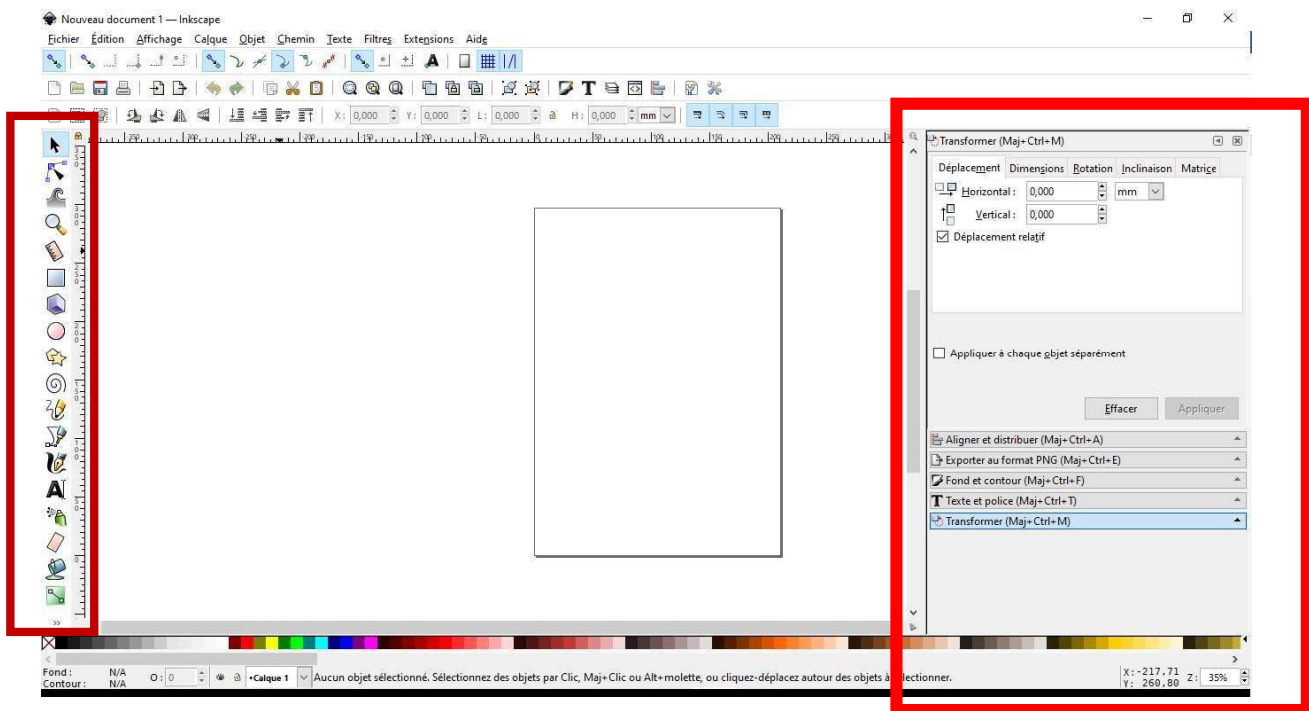 Nouveau document 1 — Inkscape
Fichier Édition Affichage Calque Objet Chemin Texte Filtres Extensions Aide
X: 0,000 Y: 0,000 L: 0,000 H: 0,000 mm
Transformer (Maj+Ctrl+M)
Déplacement Dimensions Rotation Inclinaison Matrice
Horizontal : 0,000 mm
Vertical : 0,000
Déplacement relatif
Appliquer à chaque objet séparément
Effacer Appliquer
Aligner et distribuer (Maj+Ctrl+A)
Exporter au format PNG (Maj+Ctrl+E)
Fond et contour (Maj+Ctrl+F)
Texte et police (Maj+Ctrl+T)
Transformer (Maj+Ctrl+M)
Fond : N/A
Contour : N/A
O: 0 •Calque 1 Aucun objet sélectionné. Sélectionnez des objets par Clic, Maj+Clic ou Alt+molette, ou cliquez-déplacez autour des objets à lectionner.
X: -217,71
Y: 260,80
Z: 35%